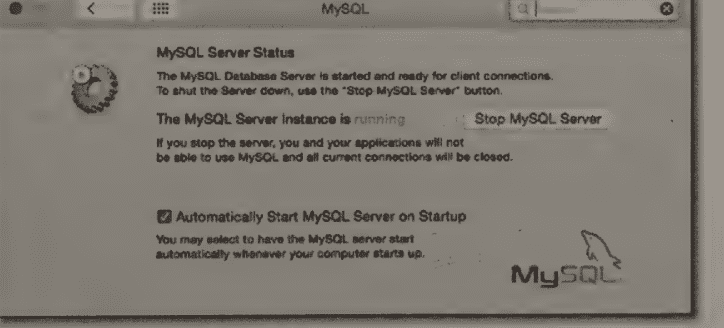 MySQL
MySQL Server Status
The MySQL Database Server is started and ready for client connections.
To shut the Server down, use the "Stop MySQL Server" button.
The MySQL Server Instance is running
Stop MySQL Server
If you stop the server, you and your applications will not
be able to use MySQL and all current connections will be closed.
Automatically Start MySQL Server on Startup
You may select to have the MySQL server start
automatically whenever your computer starts up.
MySQL